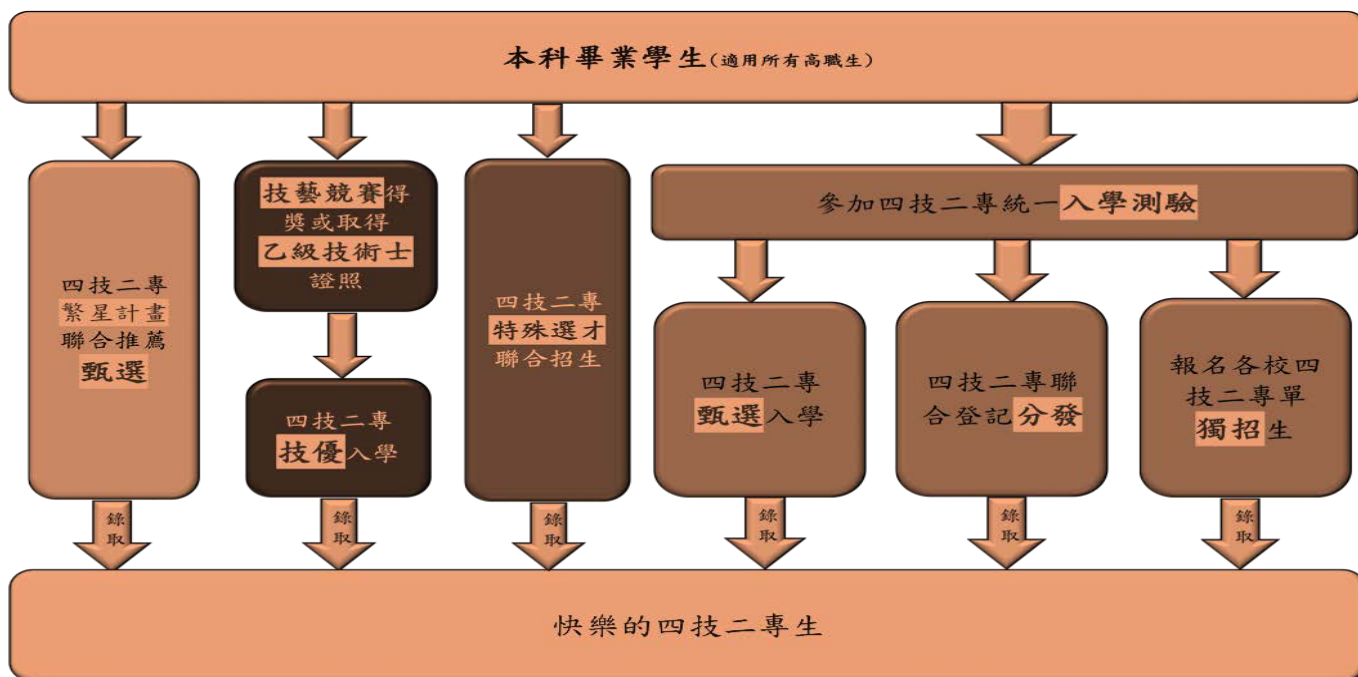 本科畢業學生(適用所有高職生)
四技二專
繁星計畫
聯合推薦
甄選
技藝競賽得
獎或取得
乙級技術士
證照
四技二專
技優入學
四技二專
特殊選才
聯合招生
參加四技二專統一入學測驗
四技二專
甄選入學
四技二專聯
合登記分發
報名各校四
技二專單
獨招生
錄取
錄取
錄取
錄取
錄取
錄取
快樂的四技二專生